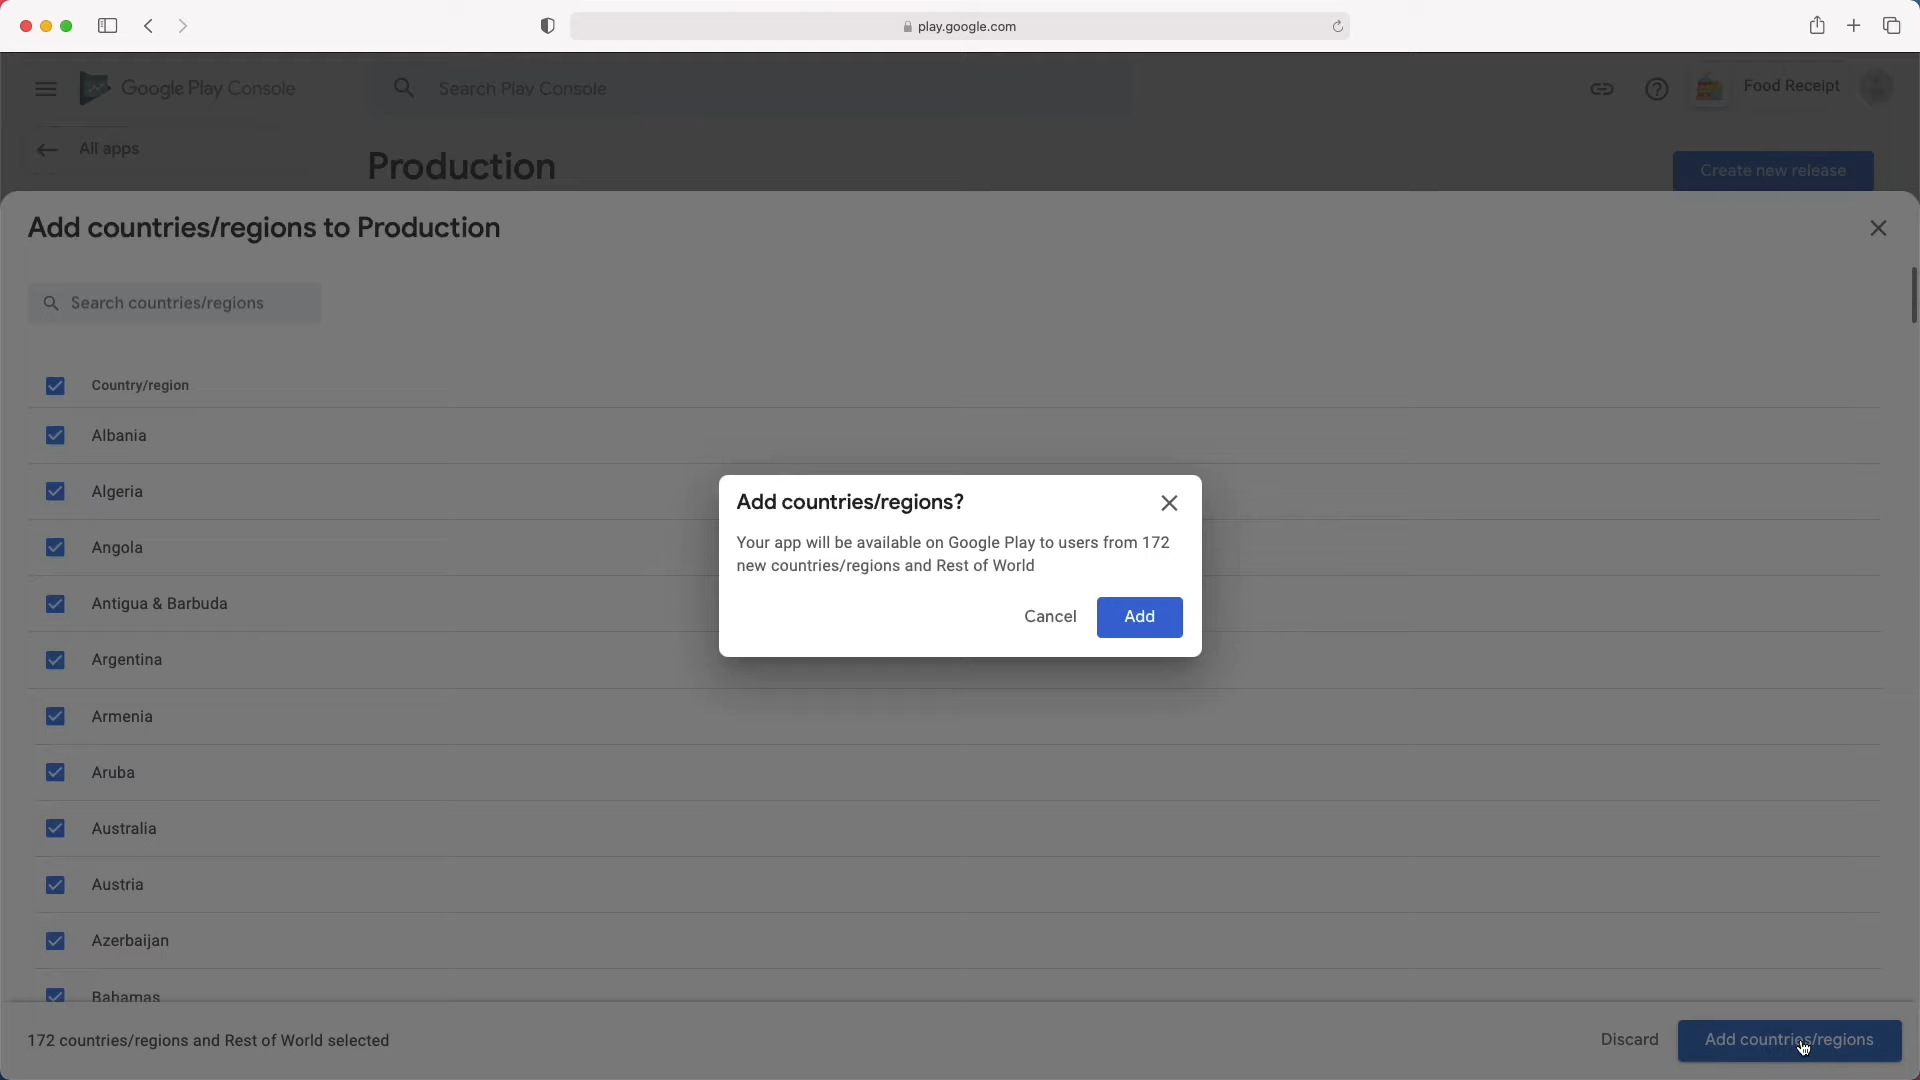 play.google.com
Google Play Console
Search Play Console
Food Receipt
All apps
Production
Create new release
Add countries/regions to Production
Search countries/regions
Country/region
Albania
Algeria
Angola
Antigua & Barbuda
Argentina
Armenia
Aruba
Australia
Austria
Azerbaijan
Bahamas
Add countries/regions?
Your app will be available on Google Play to users from 172
new countries/regions and Rest of World
Cancel
Add
172 countries/regions and Rest of World selected
Discard
Add countries/regions